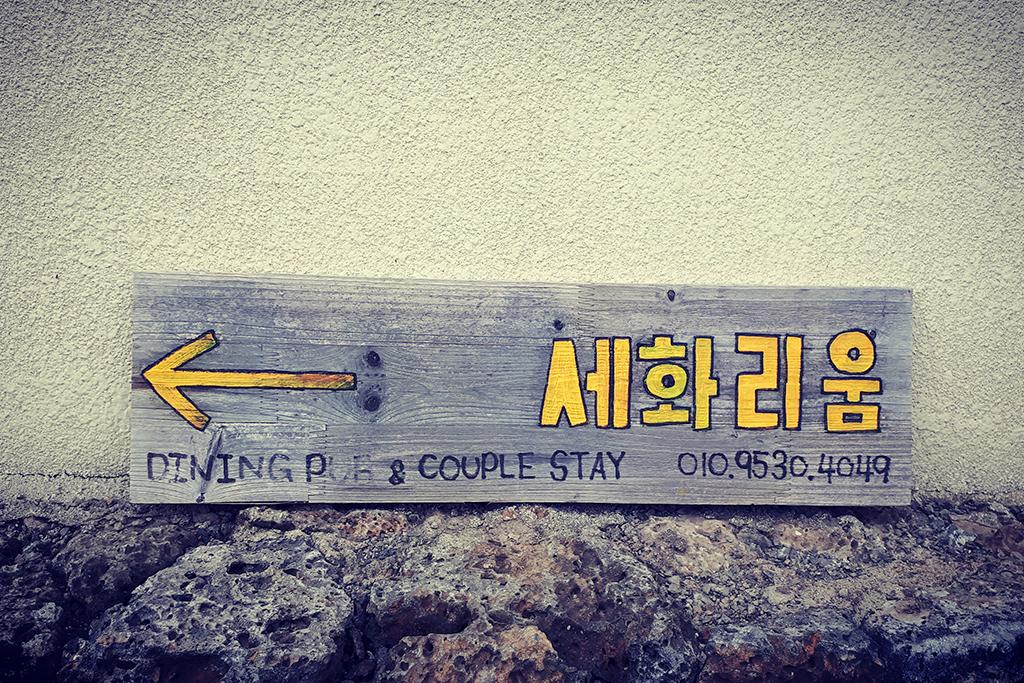 세화리움
DINING PUB & COUPLE STAY 010.9530.4049